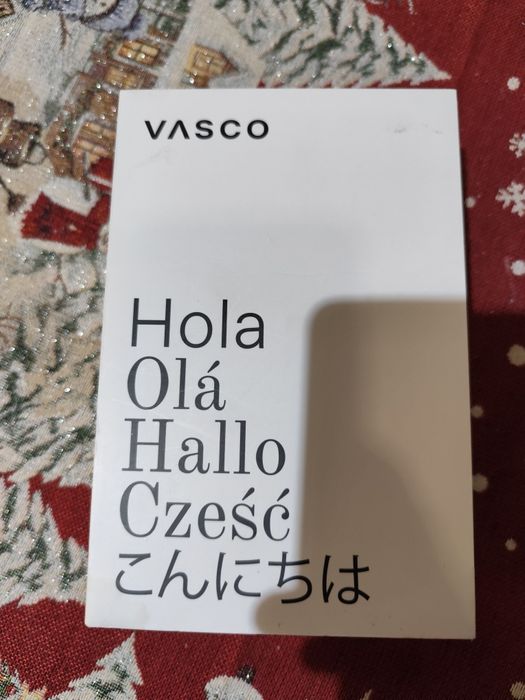 VASCO
Hola
Olá
Hallo
Cześć
こんにちは